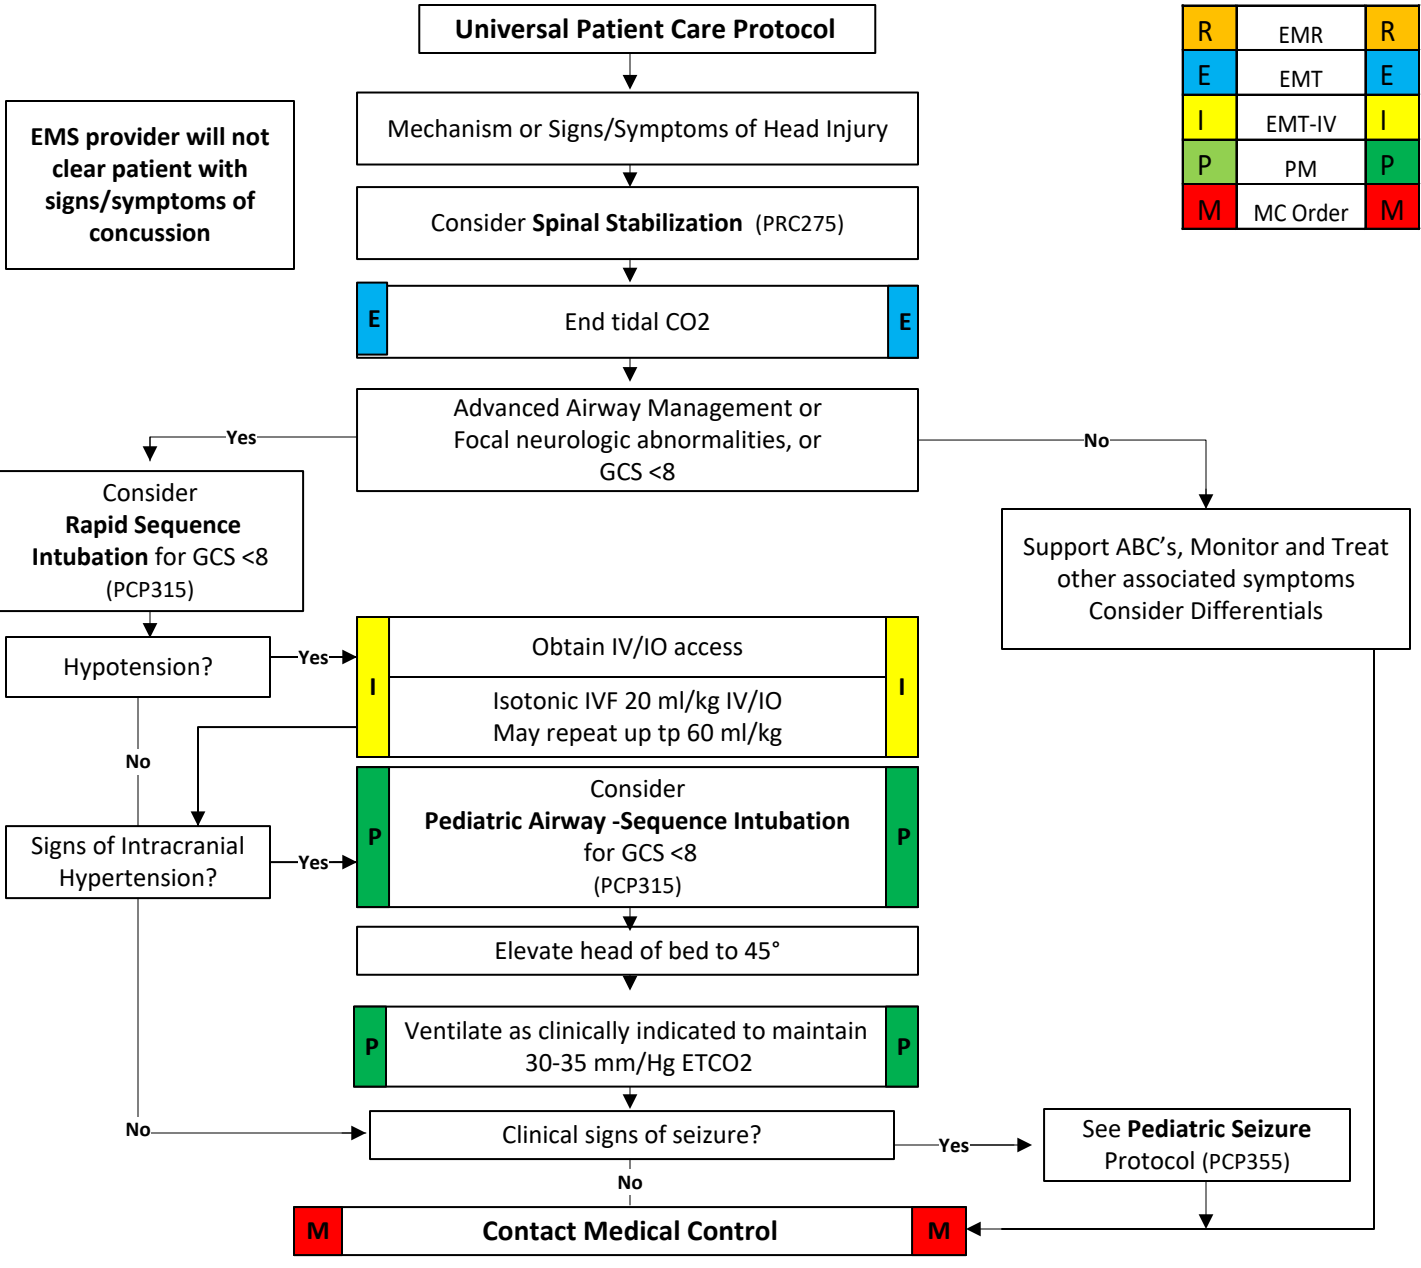 Universal Patient Care Protocol
R EMR R
E EMT E
I EMT-IV I
P PM P
M MC Order M
EMS provider will not
clear patient with
signs/symptoms of
concussion
Mechanism or Signs/Symptoms of Head Injury
Consider Spinal Stabilization (PRC275)
E End tidal CO2 E
Advanced Airway Management or
Focal neurologic abnormalities, or
GCS <8
Yes
No
Consider
Rapid Sequence
Intubation for GCS <8
(PCP315)
Support ABC’s, Monitor and Treat
other associated symptoms
Consider Differentials
Hypotension?
Yes
No
I I
Obtain IV/IO access
Isotonic IVF 20 ml/kg IV/IO
May repeat up tp 60 ml/kg
Signs of Intracranial
Hypertension?
Yes
No
P P
Consider
Pediatric Airway -Sequence Intubation
for GCS <8
(PCP315)
Elevate head of bed to 45°
P P
Ventilate as clinically indicated to maintain
30-35 mm/Hg ETCO2
Clinical signs of seizure?
Yes
No
See Pediatric Seizure
Protocol (PCP355)
M Contact Medical Control M